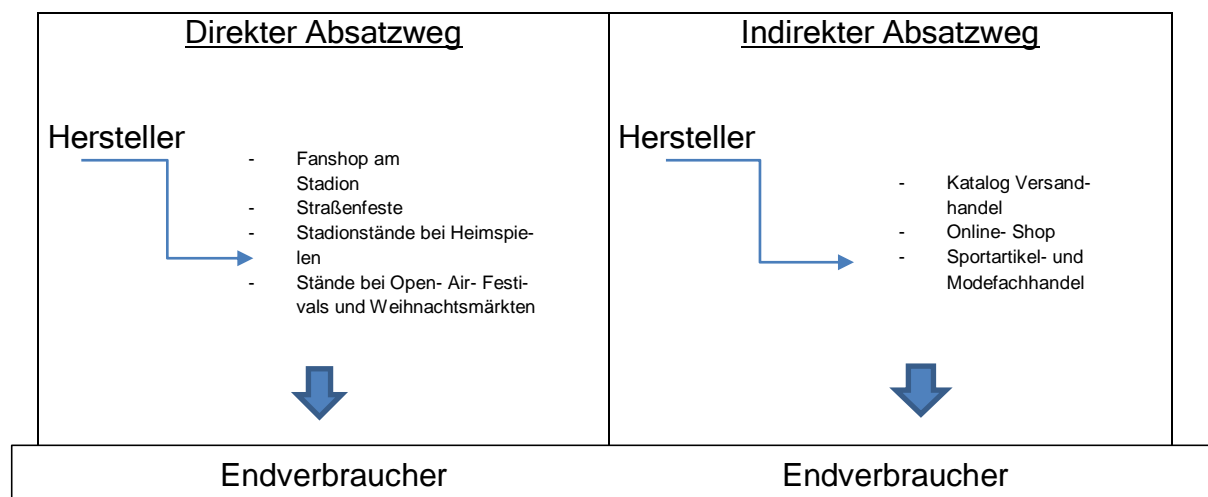 Direkter Absatzweg
Hersteller
- Fanshop am
Stadion
- Straßenfeste
- Stadionstände bei Heimspie-
len
- Stände bei Open- Air- Festi-
vals und Weihnachtsmärkten
Endverbraucher
Indirekter Absatzweg
Hersteller
- Katalog Versand-
handel
- Online- Shop
- Sportartikel- und
Modefachhandel
Endverbraucher